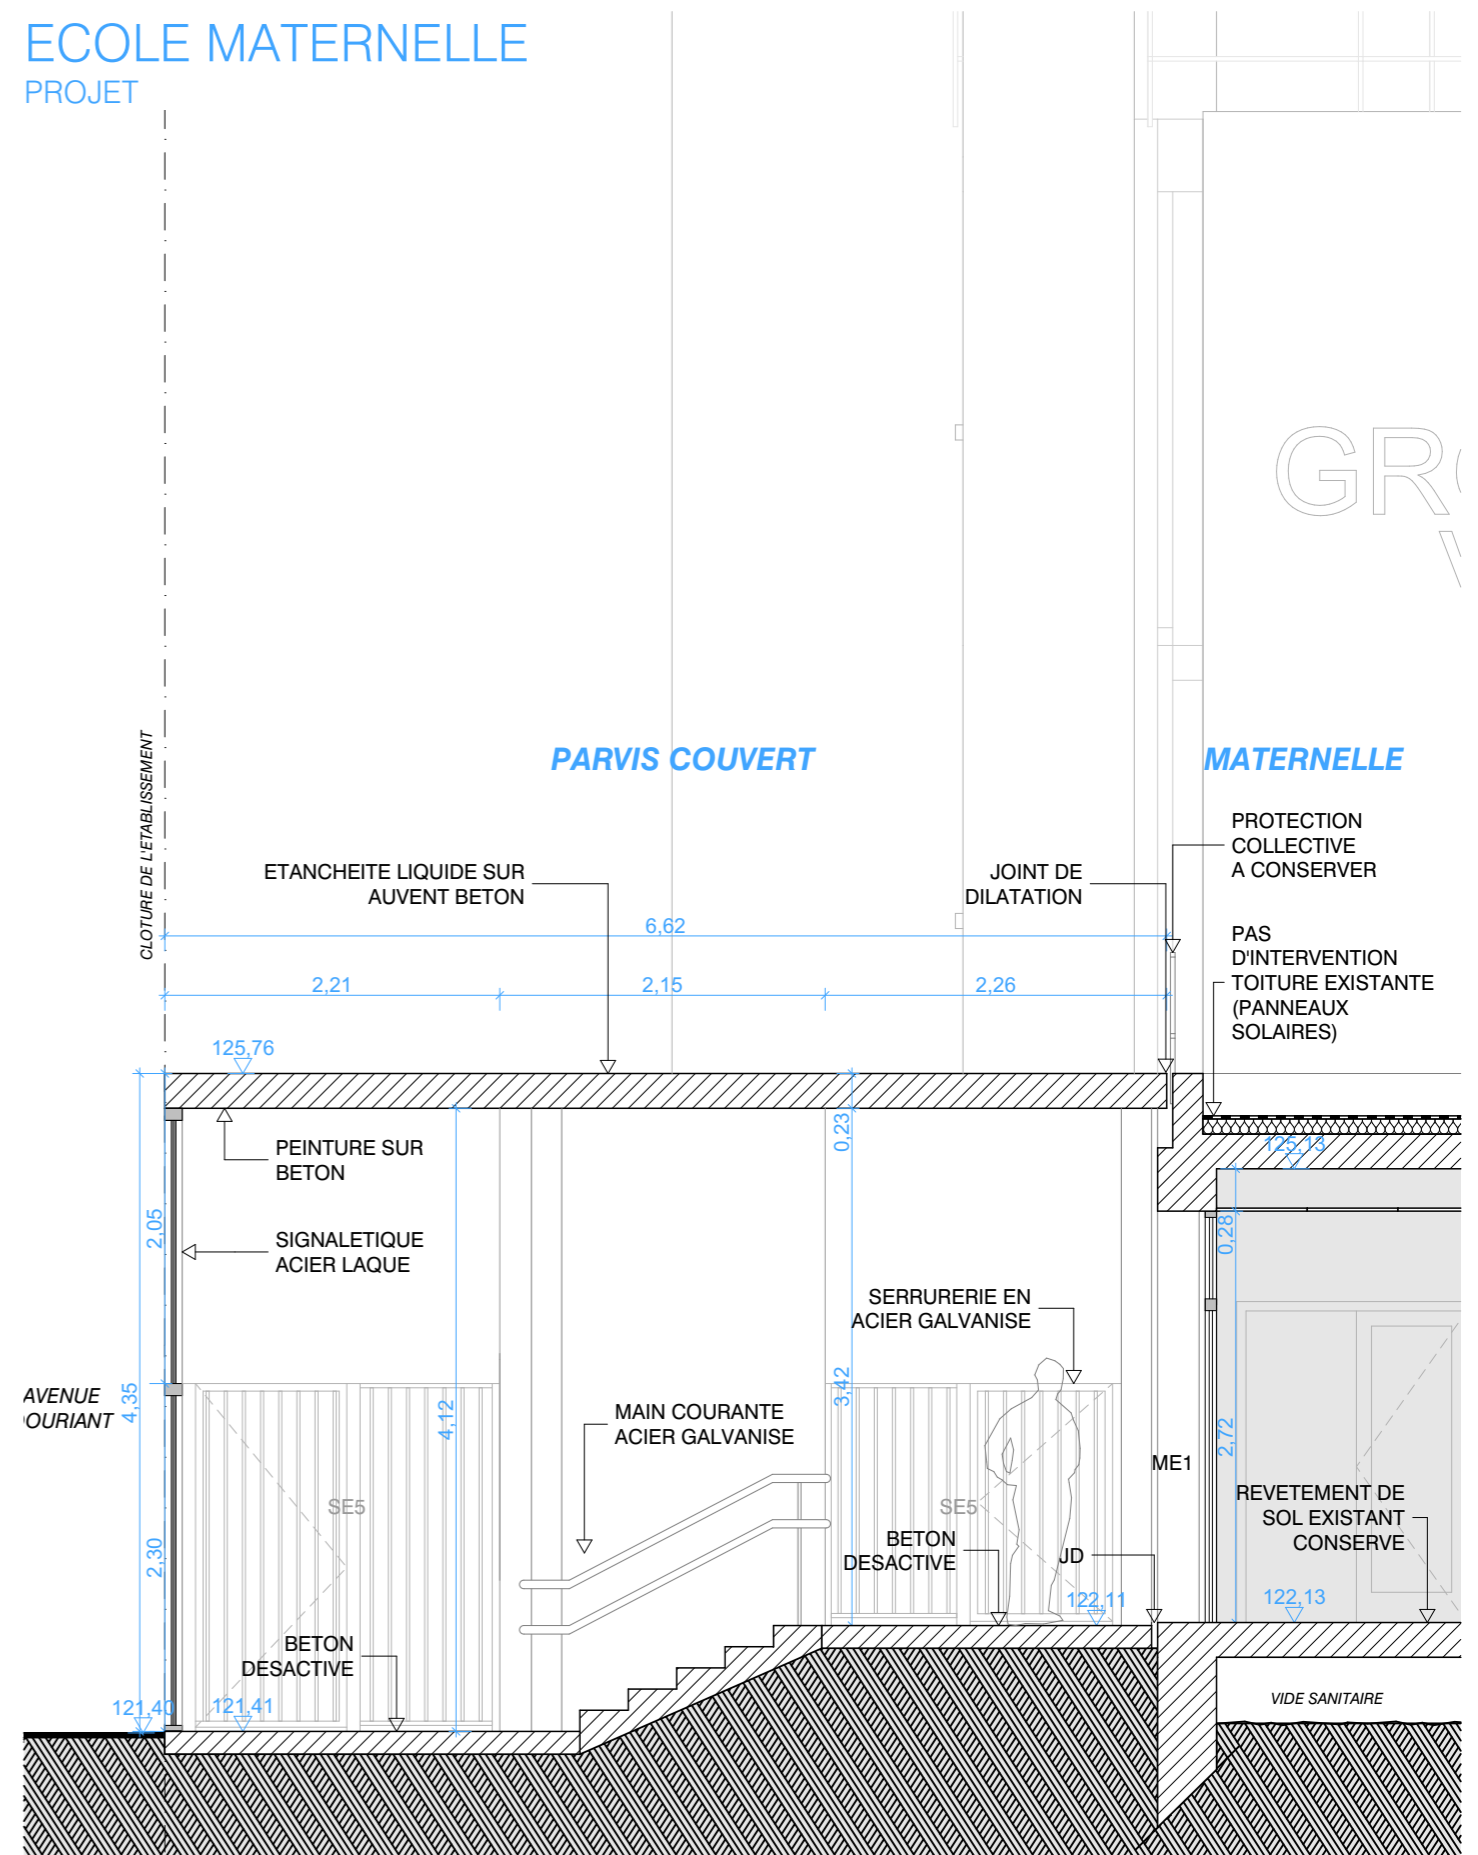 ECOLE MATERNELLE
PROJET
GRO
CLOTURE DE L'ETABLISSEMENT
PARVIS COUVERT
MATERNELLE
PROTECTION
COLLECTIVE
A CONSERVER
ETANCHEITE LIQUIDE SUR
AUVENT BETON
JOINT DE
DILATATION
6,62
PAS
D'INTERVENTION
TOITURE EXISTANTE
(PANNEAUX
SOLAIRES)
2,21
2,15
2,26
125,76
0,23
125,13
PEINTURE SUR
BETON
2,05
SIGNALETIQUE
ACIER LAQUE
0,28
SERRURERIE EN
ACIER GALVANISE
AVENUE
OURIANT
4,35
4,12
3,42
MAIN COURANTE
ACIER GALVANISE
2,72
ME1
SE5
SE5
REVETEMENT DE
SOL EXISTANT
CONSERVE
2,30
BETON
DESACTIVE
JD
122,11
122,13
BETON
DESACTIVE
121,40
121,41
VIDE SANITAIRE